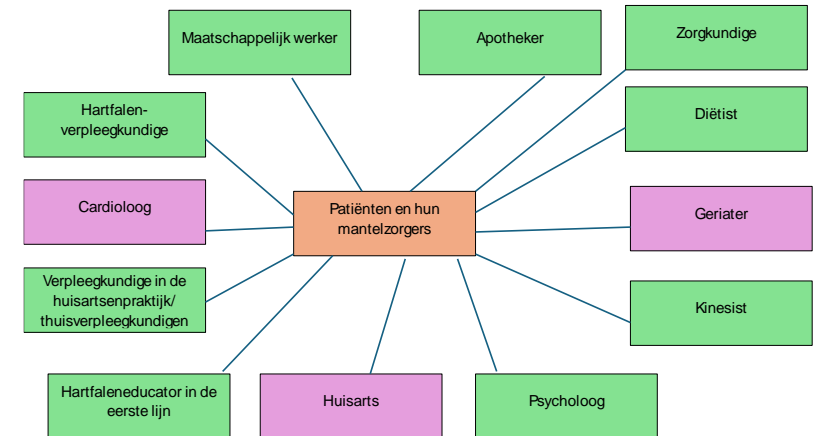 Maatschappelijk werker
Apotheker
Zorgkundige
Hartfalen-
verpleegkundige
Diëtist
Cardioloog
Patiënten en hun
mantelzorgers
Geriater
Verpleegkundige in de
huisartsenpraktijk/
thuisverpleegkundigen
Kinesist
Hartfaleneducator in de
eerste lijn
Huisarts
Psycholoog